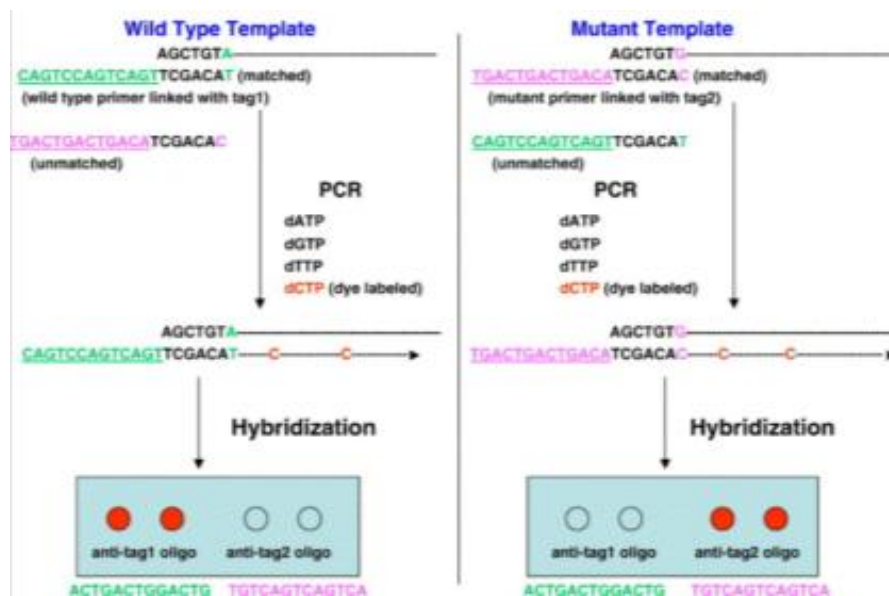 Wild Type Template
AGCTGTA
CAGTCCAGTCAGTTCGACAT (matched)
(wild type primer linked with tag1)
TGACTGACTGACATCGACAC
(unmatched)
PCR
dATP
dGTP
dTTP
dCTP (dye labeled)
AGCTGTA
CAGTCCAGTCAGTTCGACAT C C
Hybridization
anti-tag1 oligo anti-tag2 oligo
ACTGACTGGACTG TGTCAGTCAGTCA
Mutant Template
AGCTGTG
TGACTGACTGACATCGACAC (matched)
(mutant primer linked with tag2)
CAGTCCAGTCAGTTCGACAT
(unmatched)
PCR
dATP
dGTP
dTTP
dCTP (dye labeled)
AGCTGTG
TGACTGACTGACATCGACAC C C
Hybridization
anti-tag1 oligo anti-tag2 oligo
ACTGACTGGACTG TGTCAGTCAGTCA